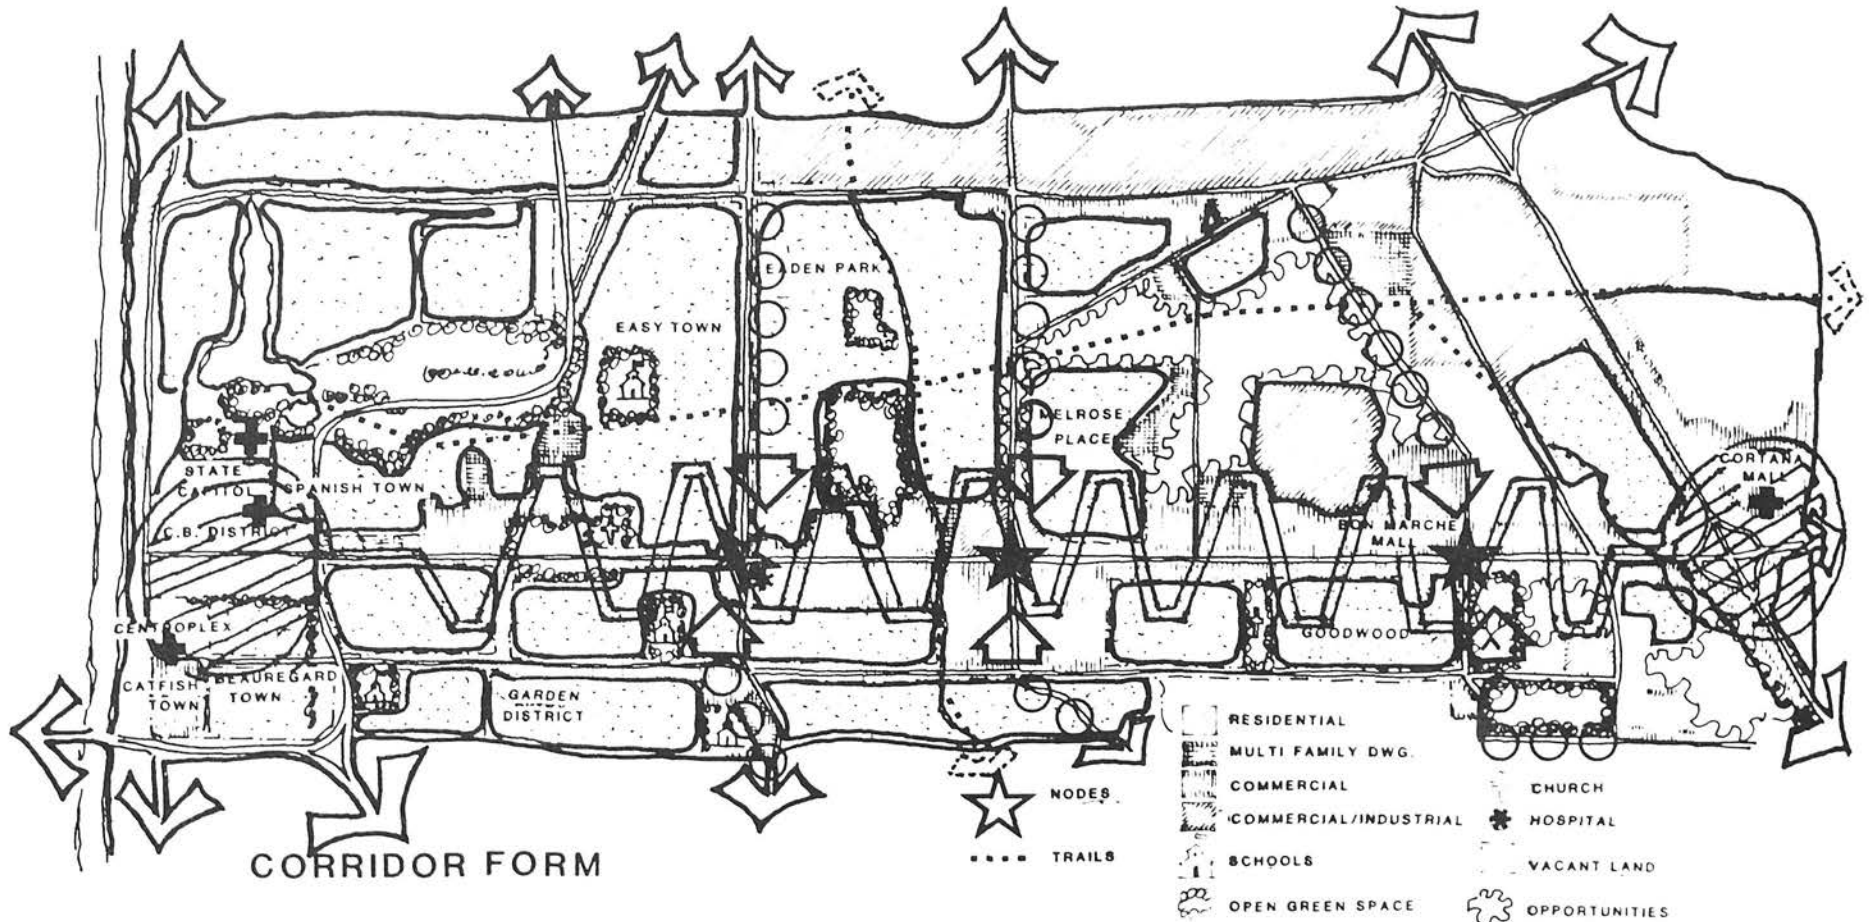 EADEN PARK
EASY TOWN
MELROSE
PLACE
CORTANA
MALL
STATE
CAPITOL
SPANISH TOWN
C.B. DISTRICT
BON MARCHE
MALL
CENTROPLEX
GOODWOOD
CATFISH
TOWN
BEAUREGARD
TOWN
GARDEN
DISTRICT
CORRIDOR FORM
NODES
TRAILS
RESIDENTIAL
MULTI FAMILY DWG.
COMMERCIAL
COMMERCIAL/INDUSTRIAL
SCHOOLS
OPEN GREEN SPACE
CHURCH
HOSPITAL
VACANT LAND
OPPORTUNITIES